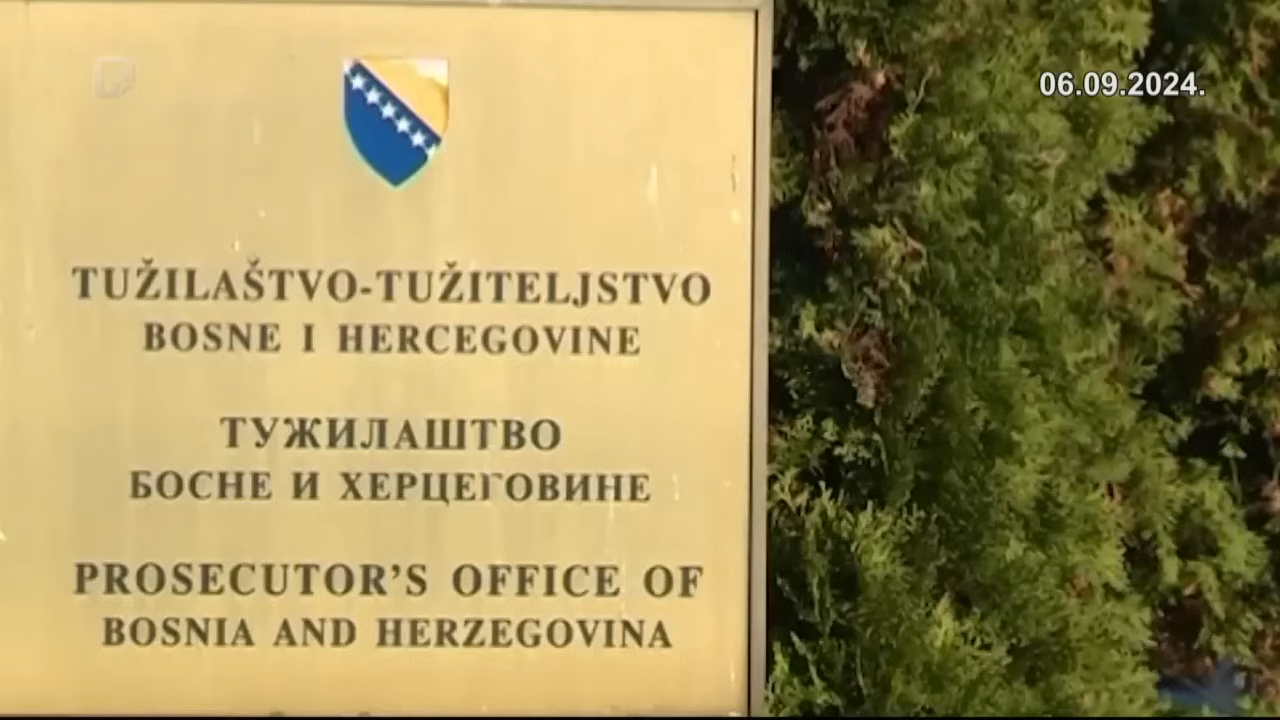 06.09.2024.
TUŽILAŠTVO-TUŽITELJSTVO
BOSNE I HERCEGOVINE
ТУЖИЛАШТВО
БОСНЕ И ХЕРЦЕГОВИНЕ
PROSECUTOR'S OFFICE OF
BOSNIA AND HERZEGOVINA